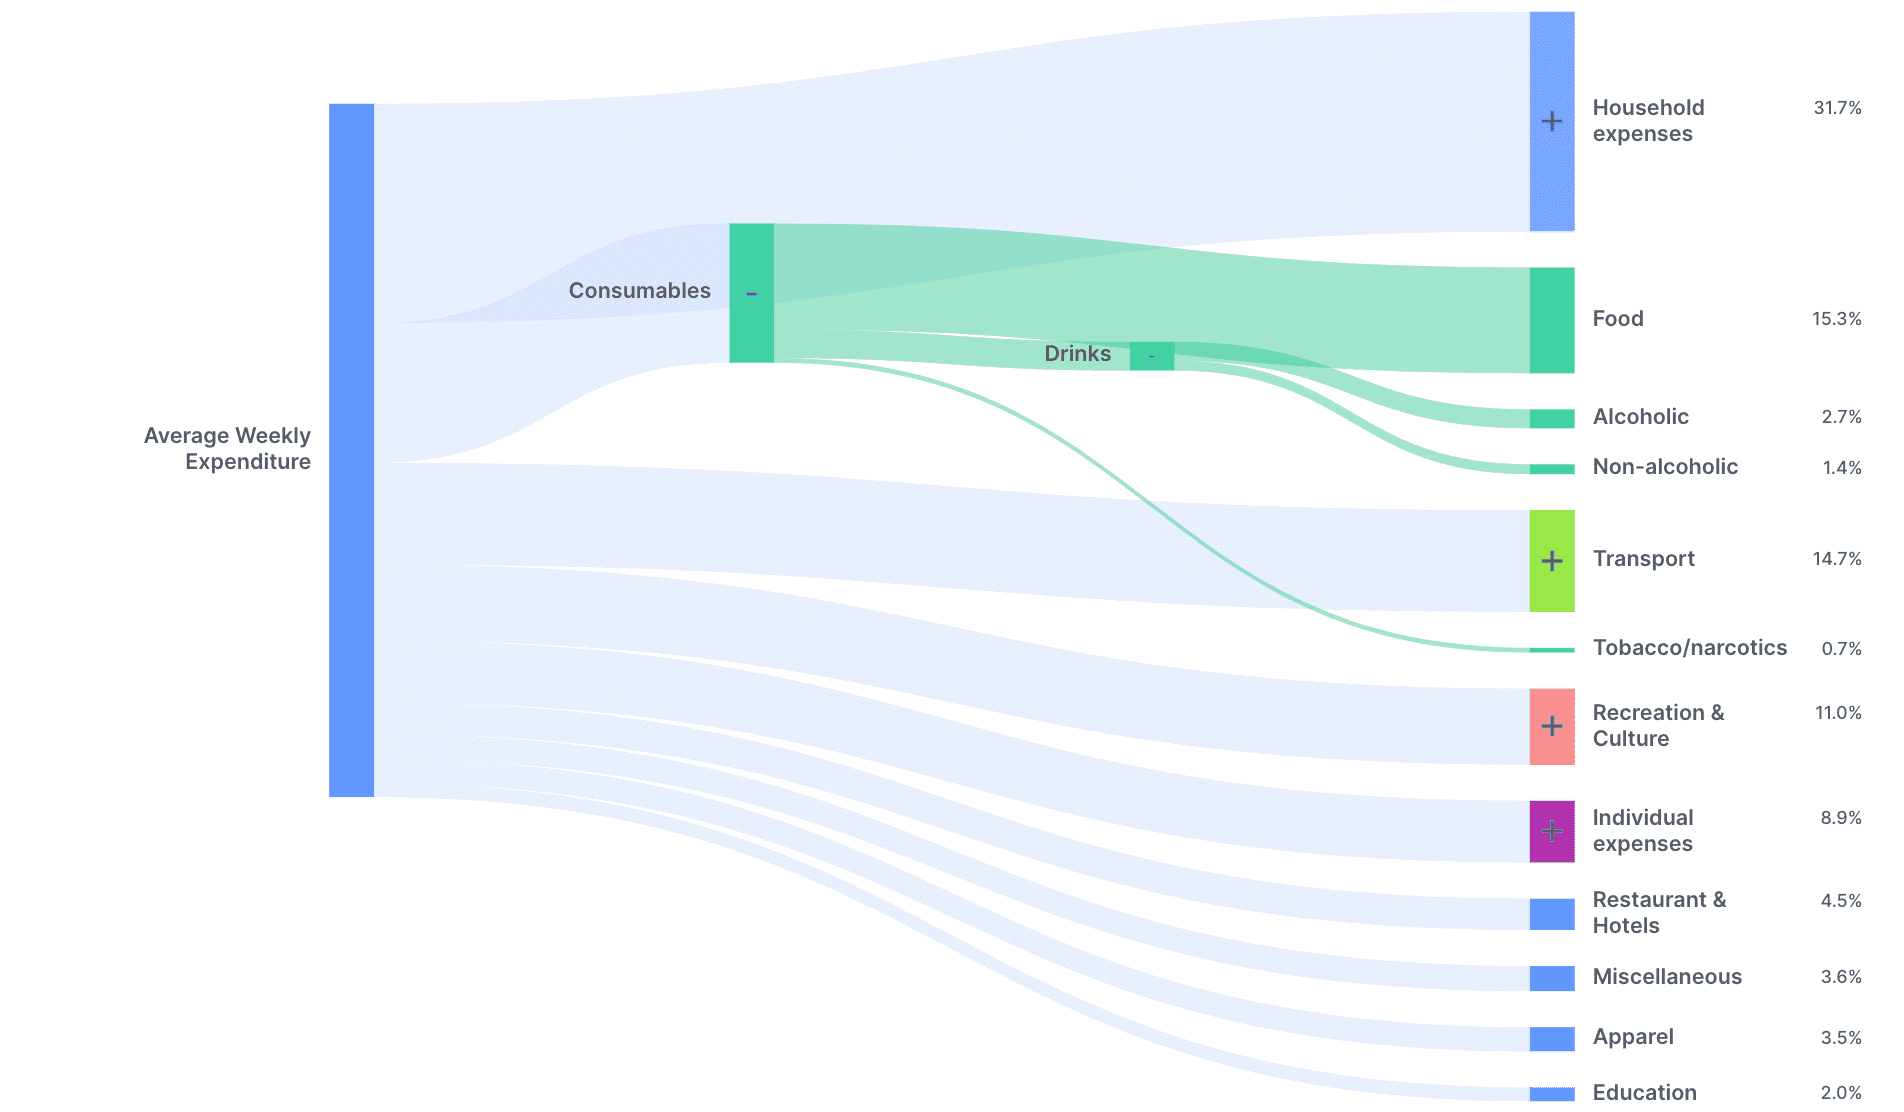 Household
expenses
31.7%
Consumables
-
Food
15.3%
Drinks
-
Alcoholic
2.7%
Average Weekly
Expenditure
Non-alcoholic
1.4%
+
Transport
14.7%
Tobacco/narcotics
0.7%
+
Recreation &
Culture
11.0%
+
Individual
expenses
8.9%
+
Restaurant &
Hotels
4.5%
Miscellaneous
3.6%
Apparel
3.5%
Education
2.0%